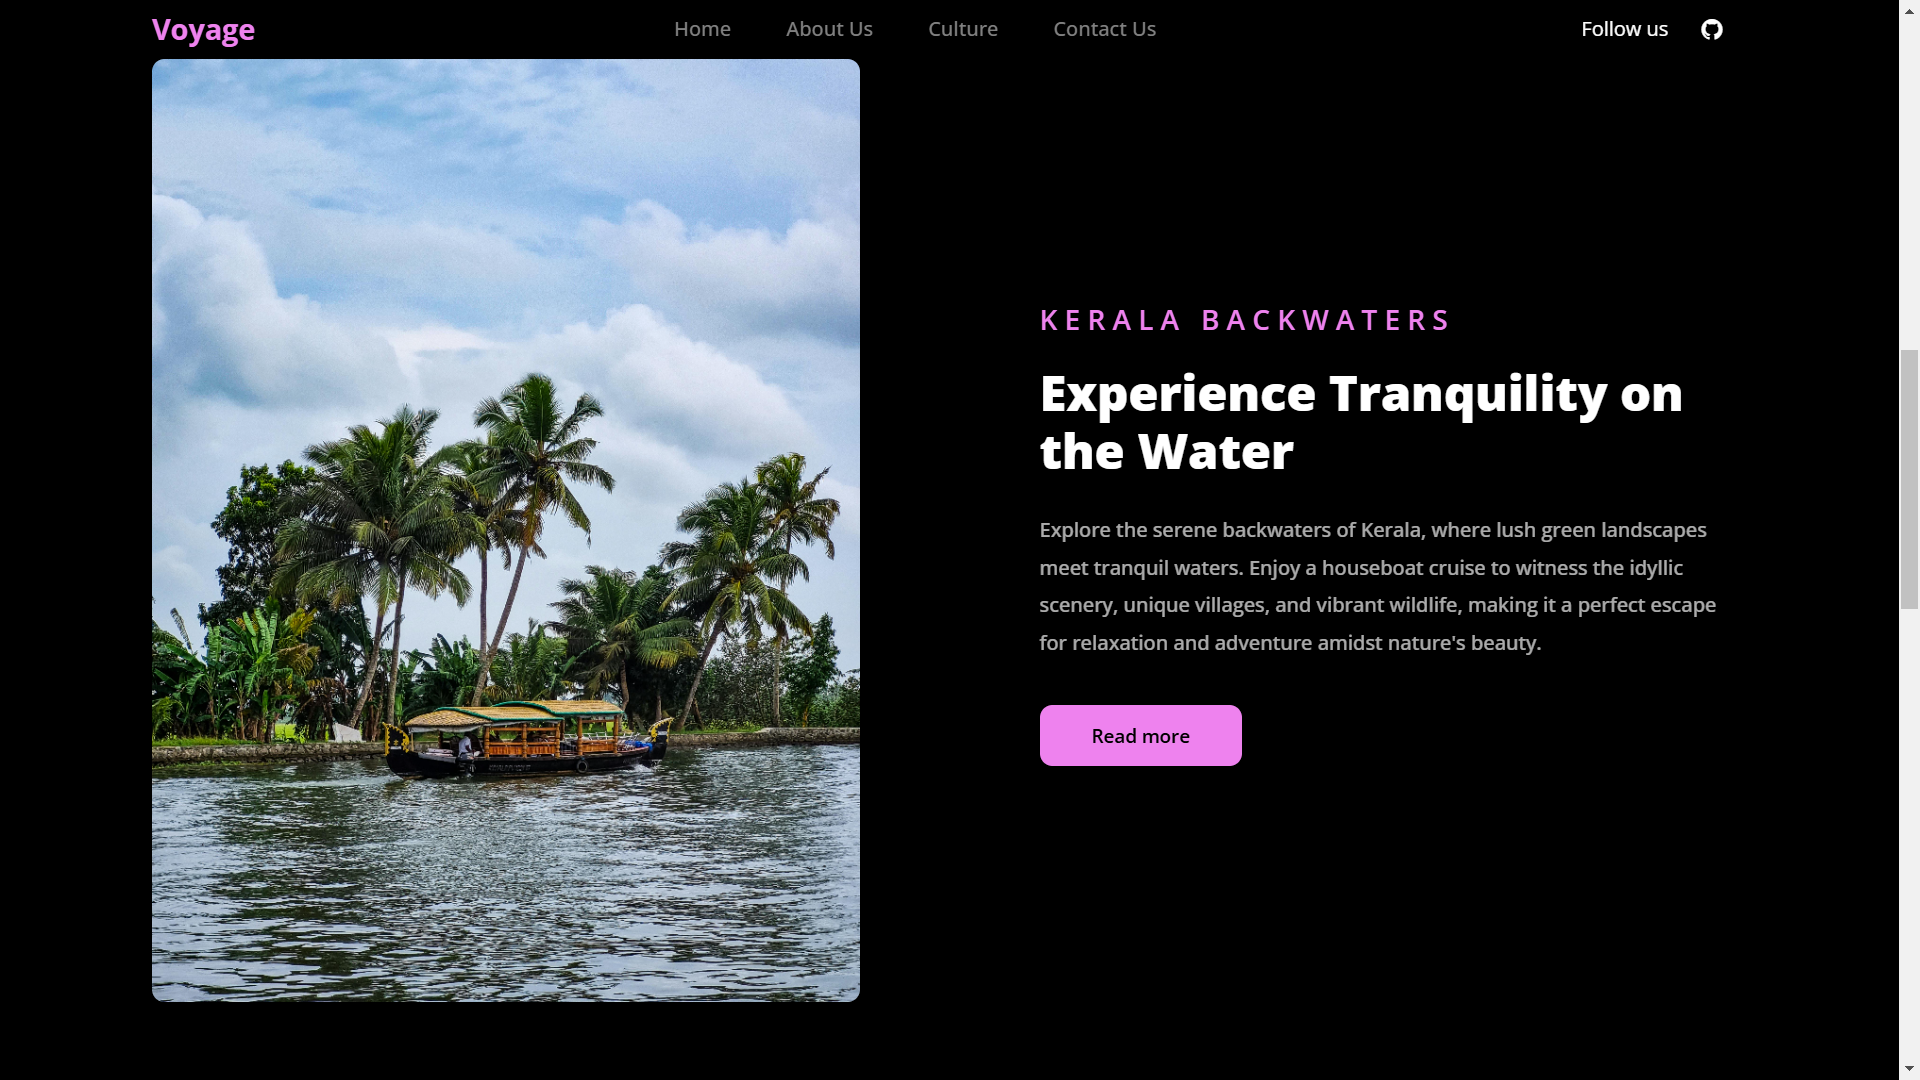 Voyage
Home
About Us
Culture
Contact Us
Follow us
KERALA BACKWATERS
Experience Tranquility on
the Water
Explore the serene backwaters of Kerala, where lush green landscapes
meet tranquil waters. Enjoy a houseboat cruise to witness the idyllic
scenery, unique villages, and vibrant wildlife, making it a perfect escape
for relaxation and adventure amidst nature's beauty.
Read more